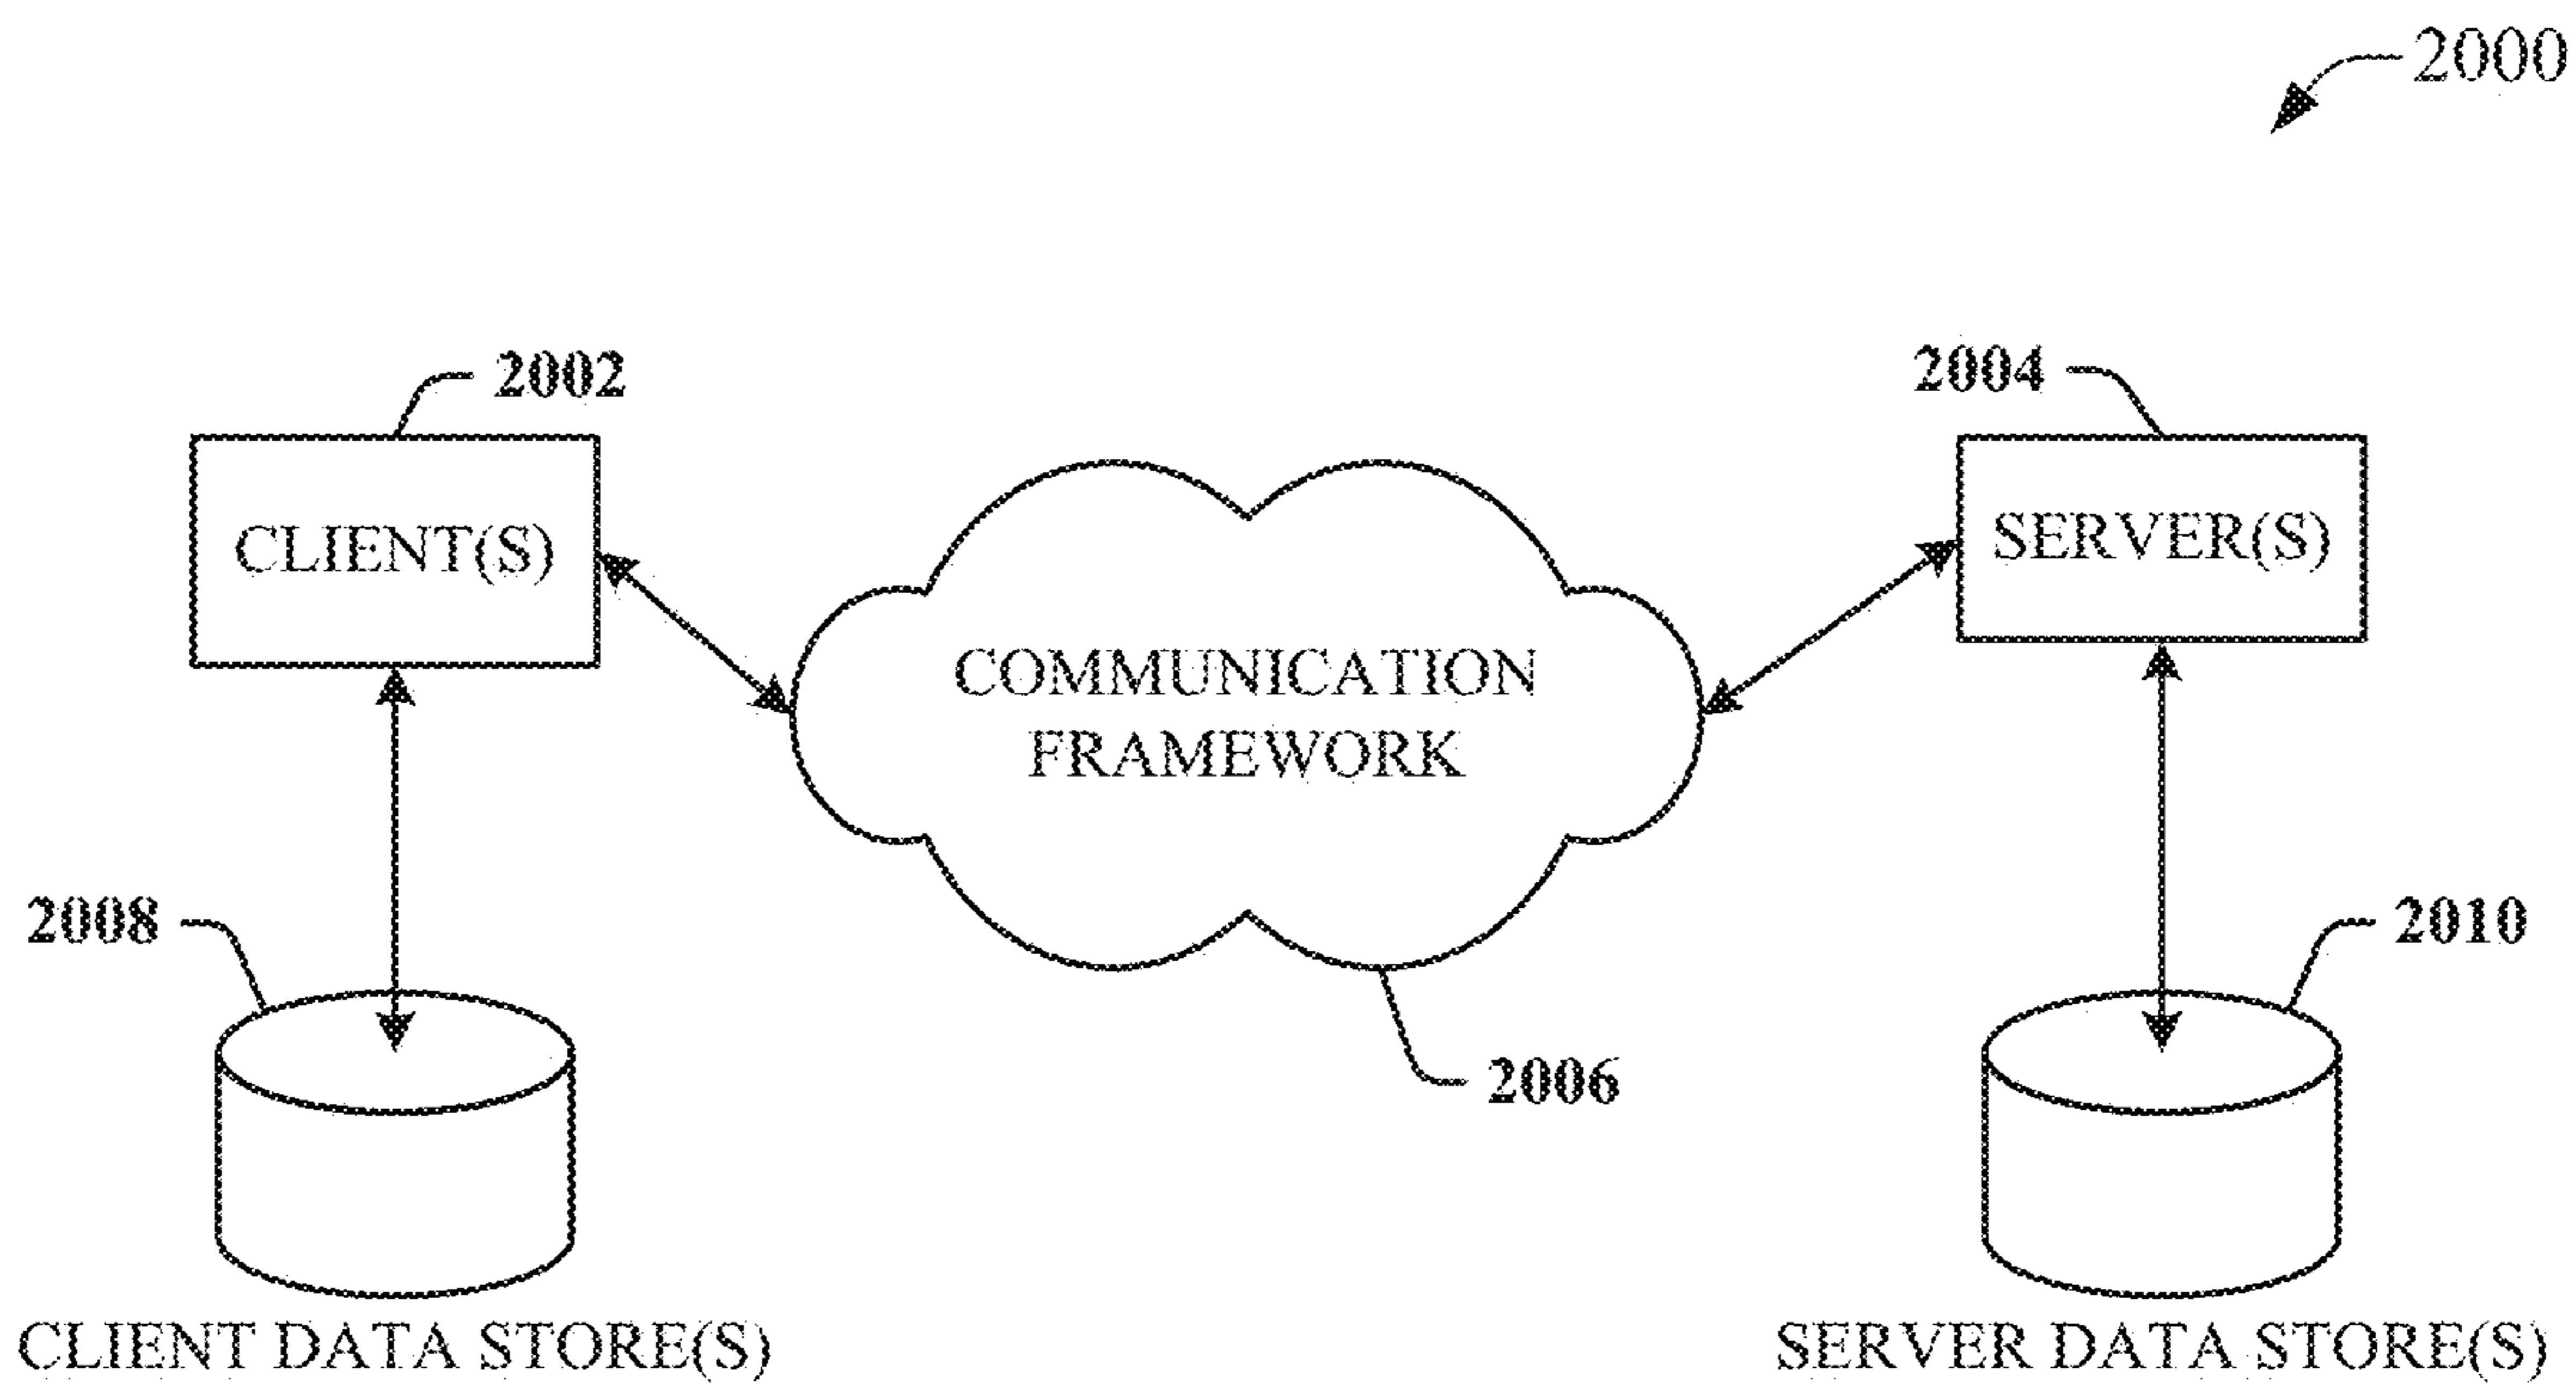 2000
2002
2004
CLIENT(S)
SERVER(S)
COMMUNICATION
FRAMEWORK
2008
2010
2006
CLIENT DATA STORE(S)
SERVER DATA STORE(S)